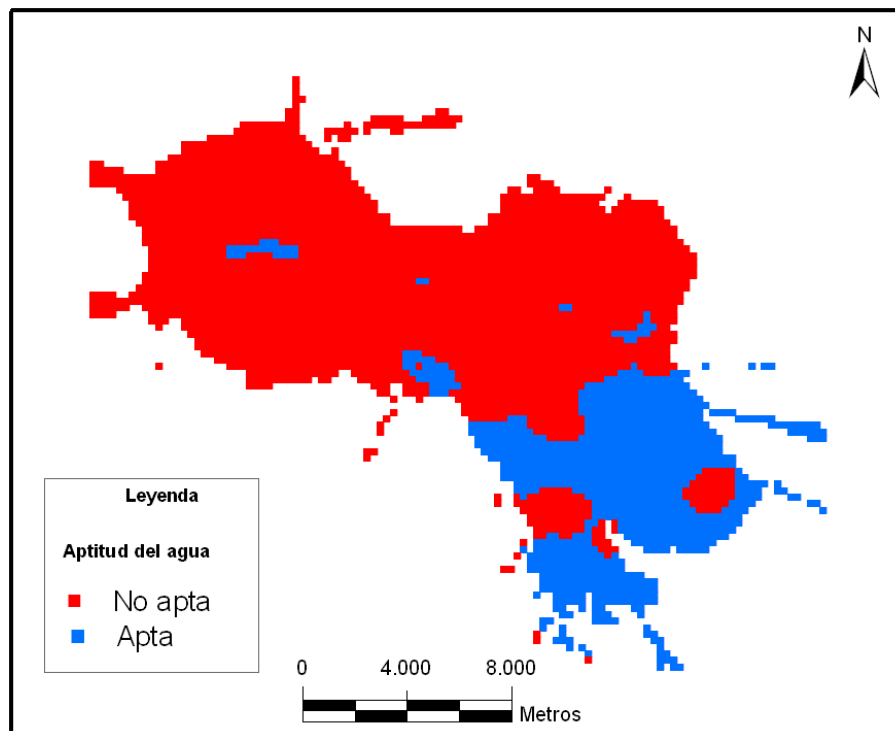 N
Leyenda
Aptitud del agua
No apta
Apta
0 4.000 8.000
Metros